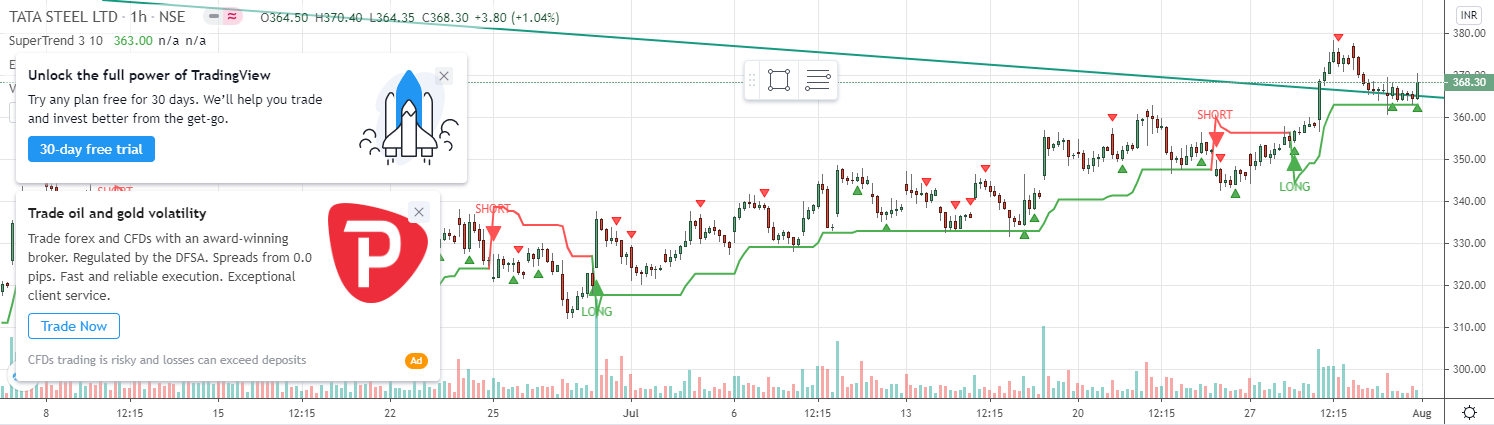 TATA STEEL LTD · 1h · NSE O364.50 H370.40 L364.35 C368.30 +3.80 (+1.04%)
INR
SuperTrend 3 10 363.00 n/a n/a
380.00
Unlock the full power of TradingView
Try any plan free for 30 days. We'll help you trade
and invest better from the get-go.
30-day free trial
368.30
360.00
350.00
340.00
330.00
320.00
310.00
300.00
SHORT
LONG
SHORT
LONG
SHORT
Trade oil and gold volatility
Trade forex and CFDs with an award-winning
broker. Regulated by the DFSA. Spreads from 0.0
pips. Fast and reliable execution. Exceptional
client service.
Trade Now
CFDs trading is risky and losses can exceed deposits
Ad
P
8 12:15 15 12:15 22 25 Jul 6 12:15 13 12:15 20 12:15 27 12:15 Aug